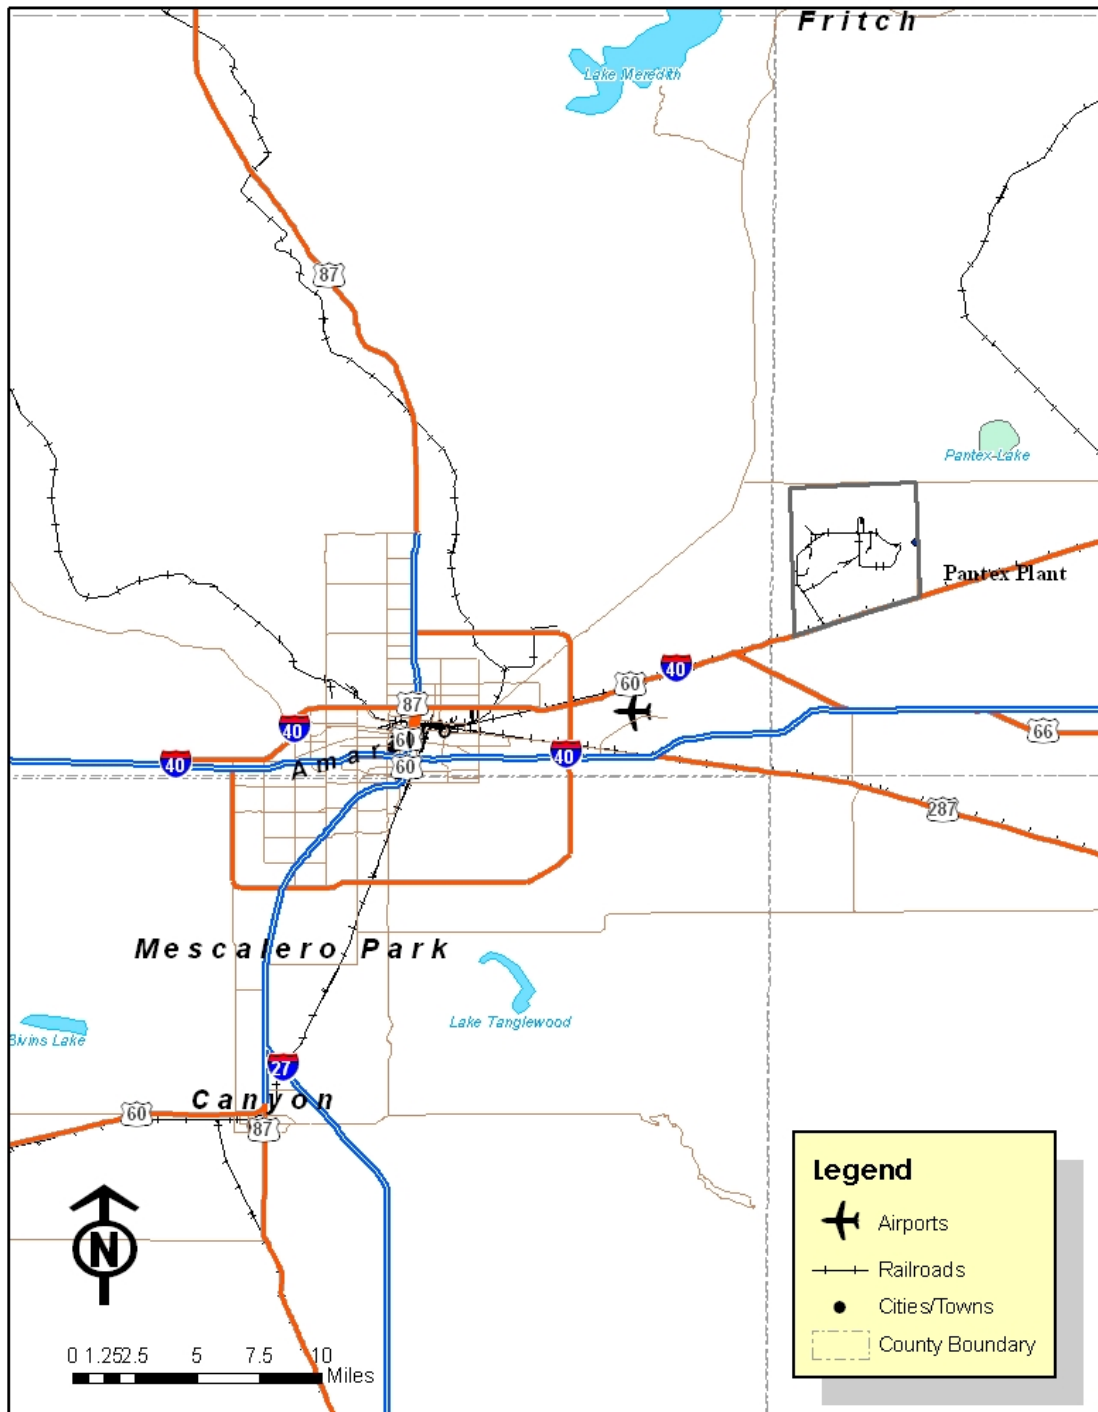 Fritch
Lake Meredith
87
Pantex Lake
Pantex Plant
40
60
87
40
66
60
40
40
Amar
60
287
Mescalero Park
Lake Tanglewood
Bivins Lake
27
Canyon
60
87
Legend
N
Airports
Railroads
Cities/Towns
County Boundary
0 1.25 2.5 5 7.5 10
Miles